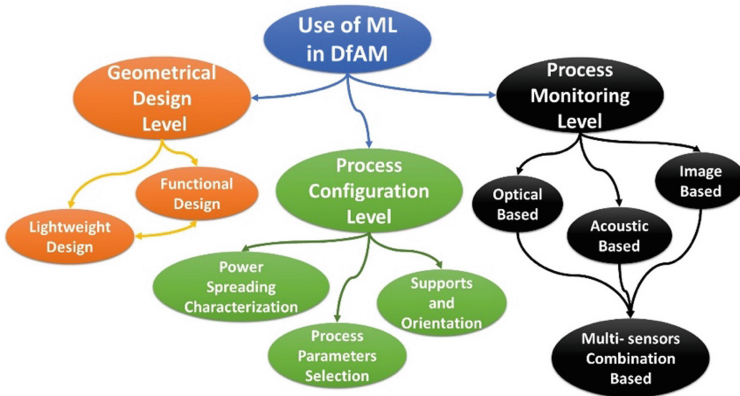 Use of ML
in DfAM
Geometrical
Design
Level
Process
Monitoring
Level
Process
Configuration
Level
Functional
Design
Lightweight
Design
Optical
Based
Acoustic
Based
Image
Based
Power
Spreading
Characterization
Supports
and
Orientation
Process
Parameters
Selection
Multi- sensors
Combination
Based